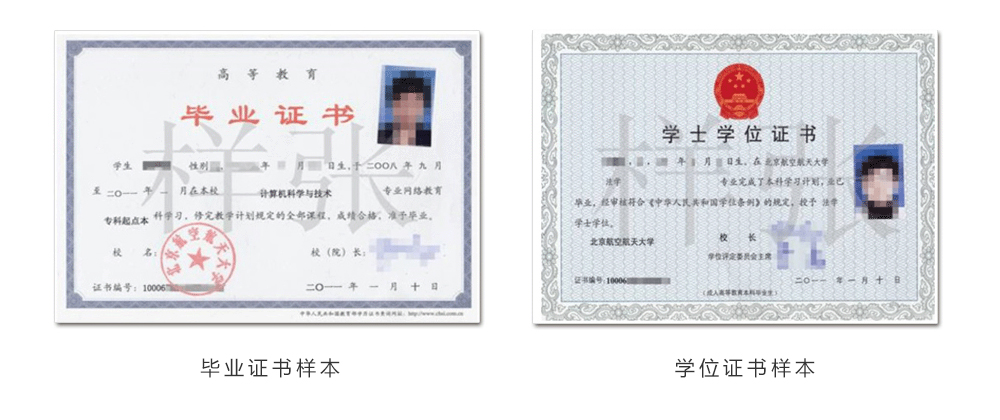 高等教育
毕业证书
学生 性别 年 月 日生,于二〇〇八年九月
至二〇一一年一月在本校 计算机科学与技术 专业网络教育
专科起点本 科学习,修完教学计划规定的全部课程,成绩合格,准予毕业。
校 名: 校(院)长:
北京航空航天大学
证书编号: 10006 二〇一一年 一 月 十 日
中华人民共和国教育部学历证书查询网址: http://www.chsi.com.cn
样张
毕业证书样本
学士学位证书
年 月 日生。在 北京航空航天大学
法学 专业完成了本科学习计划,业已
毕业,经审核符合《中华人民共和国学位条例》的规定,授予 法学
学士学位。
北京航空航天大学 校 长
学位评定委员会主席
证书编号: 10006 二〇一一年 一 月 十 日
(成人高等教育本科毕业生)
样张
学位证书样本